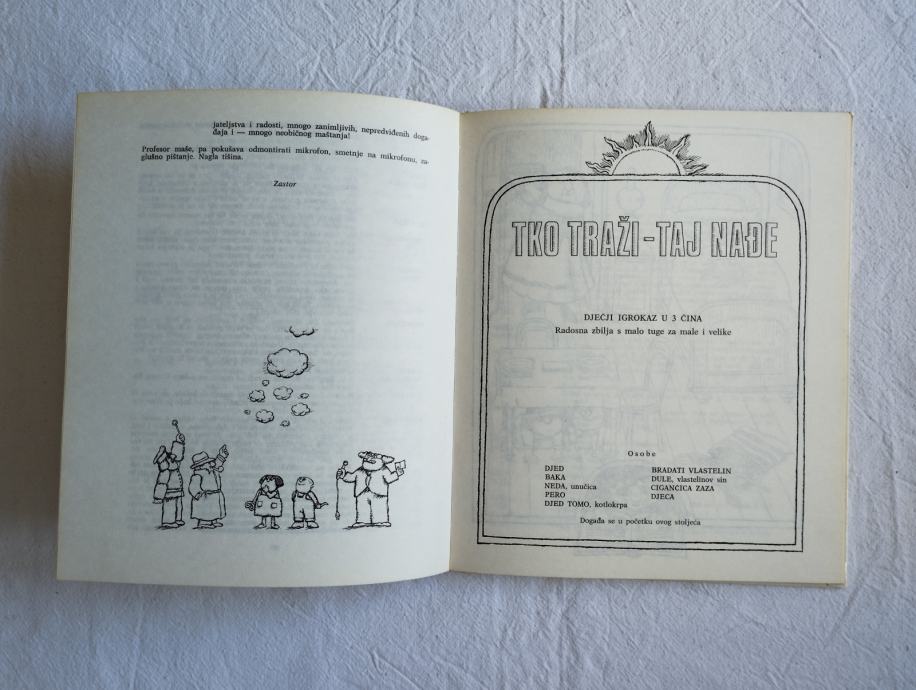 jateljstva i radosti, mnogo zanimljivih, nepredviđenih doga-
đaja i — mnogo neobičnog maštanja!
Profesor maše, pa pokušava odmontirati mikrofon, smetnje na mikrofonu, za-
glušno pištanje. Nagla tišina.
Zastor
TKO TRAŽI - TAJ NAĐE
DJEČJI IGROKAZ U 3 ČINA
Radosna zbilja s malo tuge za male i velike
Osobe
DJED
BAKA
NEDA, unučica
PERO
DJED TOMO, kotlokrpa
BRADATI VLASTELIN
DULE, vlastelinov sin
CIGANČICA ZAZA
DJECA
Događa se u početku ovog stoljeća